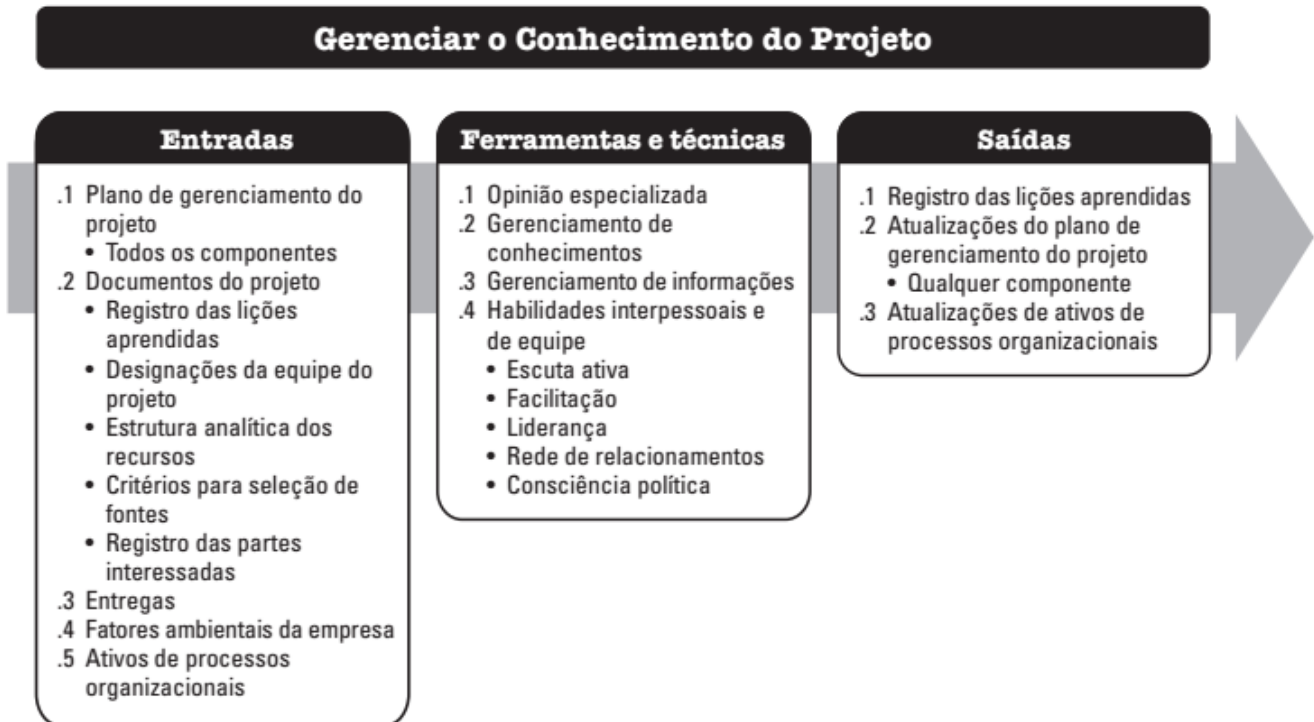 Gerenciar o Conhecimento do Projeto
Entradas
.1 Plano de gerenciamento do
projeto
• Todos os componentes
.2 Documentos do projeto
• Registro das lições
aprendidas
• Designações da equipe do
projeto
• Estrutura analítica dos
recursos
• Critérios para seleção de
fontes
• Registro das partes
interessadas
.3 Entregas
.4 Fatores ambientais da empresa
.5 Ativos de processos
organizacionais
Ferramentas e técnicas
.1 Opinião especializada
.2 Gerenciamento de
conhecimentos
.3 Gerenciamento de informações
.4 Habilidades interpessoais e
de equipe
• Escuta ativa
• Facilitação
• Liderança
• Rede de relacionamentos
• Consciência política
Saídas
.1 Registro das lições aprendidas
.2 Atualizações do plano de
gerenciamento do projeto
• Qualquer componente
.3 Atualizações de ativos de
processos organizacionais